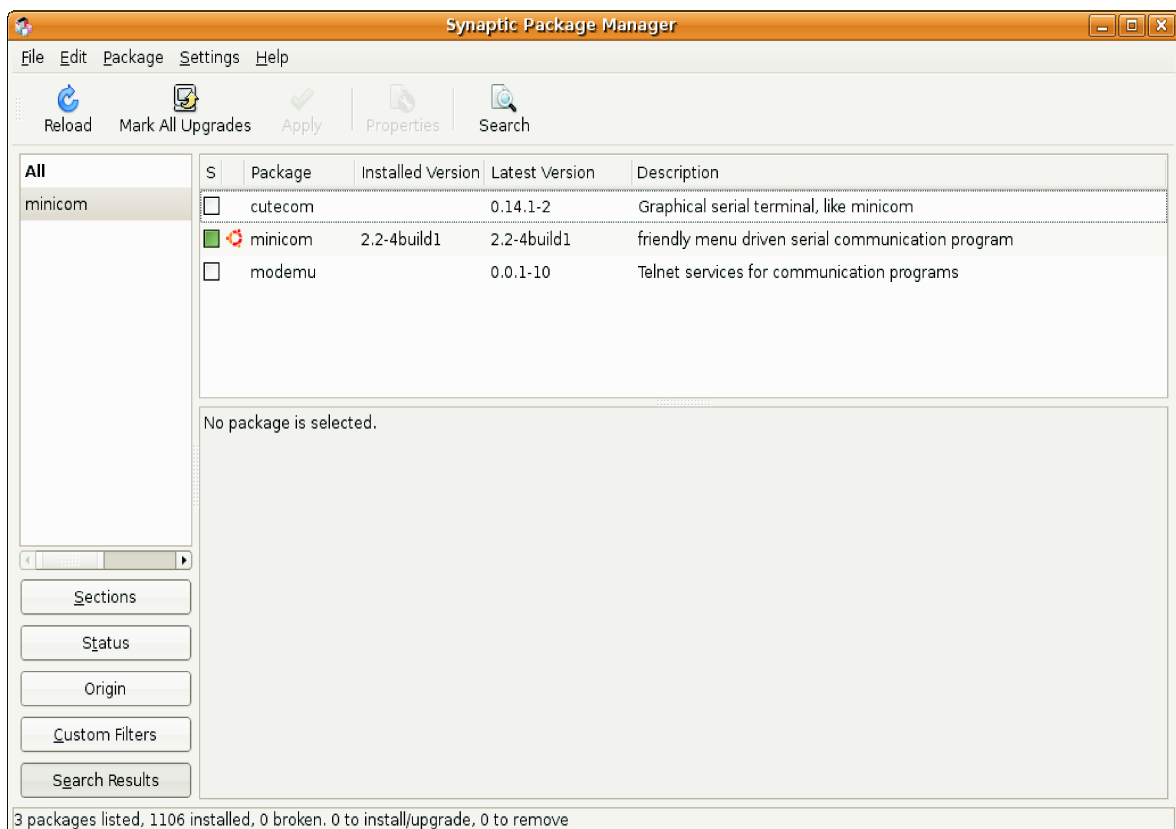 Synaptic Package Manager
File Edit Package Settings Help
Reload Mark All Upgrades Apply Properties Search
All
minicom
S Package Installed Version Latest Version Description
cutecom 0.14.1-2 Graphical serial terminal, like minicom
minicom 2.2-4build1 2.2-4build1 friendly menu driven serial communication program
modemu 0.0.1-10 Telnet services for communication programs
No package is selected.
Sections
Status
Origin
Custom Filters
Search Results
3 packages listed, 1106 installed, 0 broken. 0 to install/upgrade, 0 to remove